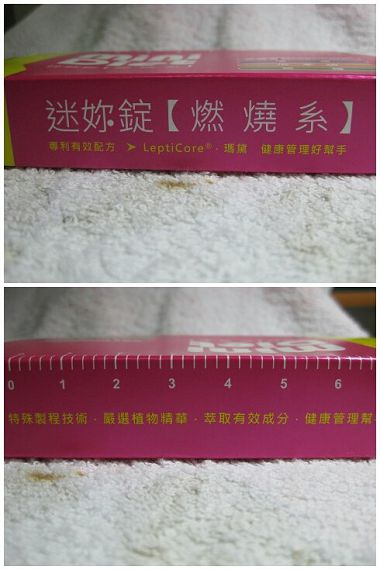 迷妳錠【燃燒系】
專利有效配方 ➤ LeptiCore®．瑪黛 健康管理好幫手
0 1 2 3 4 5 6
特殊製程技術．嚴選植物精華．萃取有效成分．健康管理幫